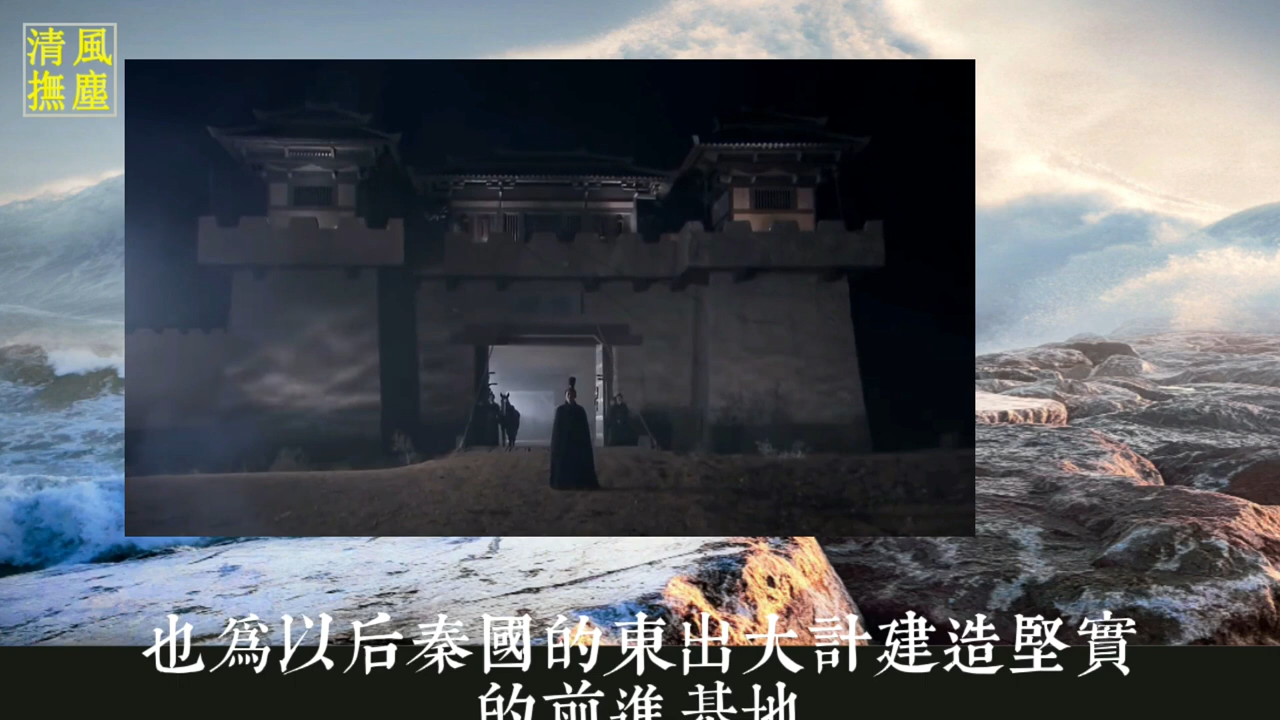 清風
撫塵
也爲以后秦國的東出大計建造堅實
的前進基地